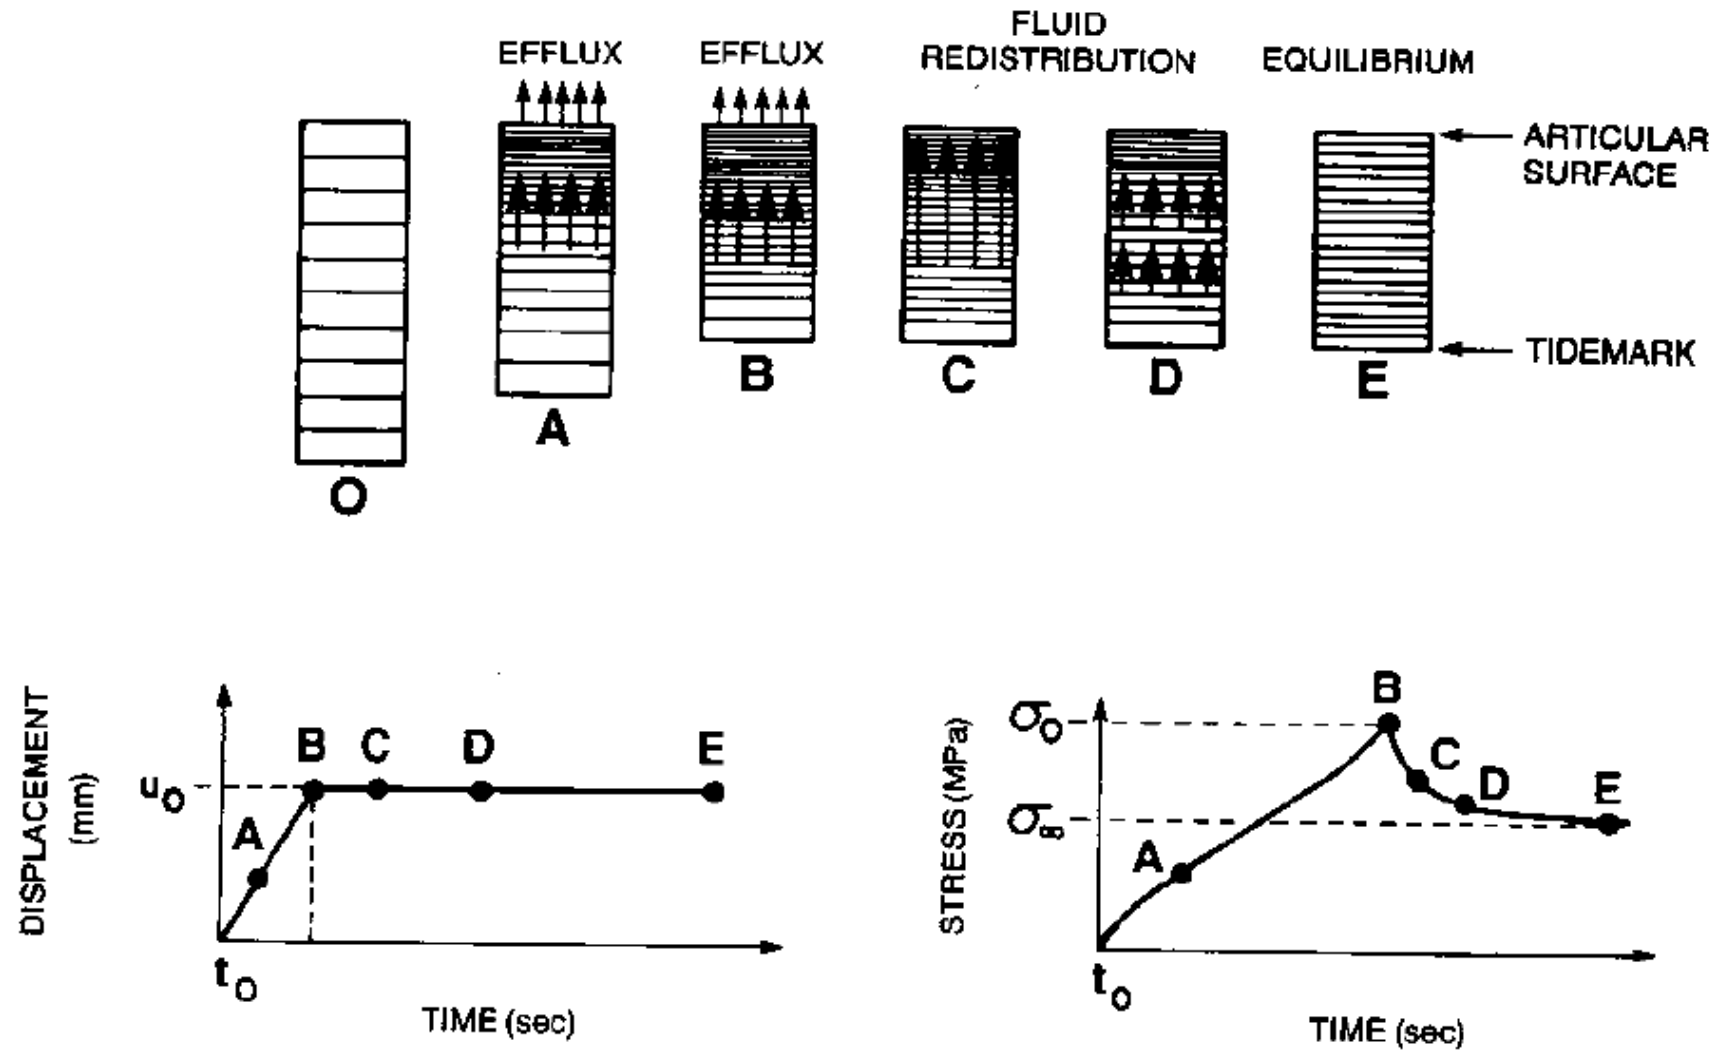 EFFLUX
EFFLUX
FLUID
REDISTRIBUTION
EQUILIBRIUM
ARTICULAR
SURFACE
TIDEMARK
O
A
B
C
D
E
DISPLACEMENT
(mm)
u₀
A
B
C
D
E
t₀
TIME (sec)
STRESS (MPa)
σ₀
σ∞
A
B
C
D
E
t₀
TIME (sec)